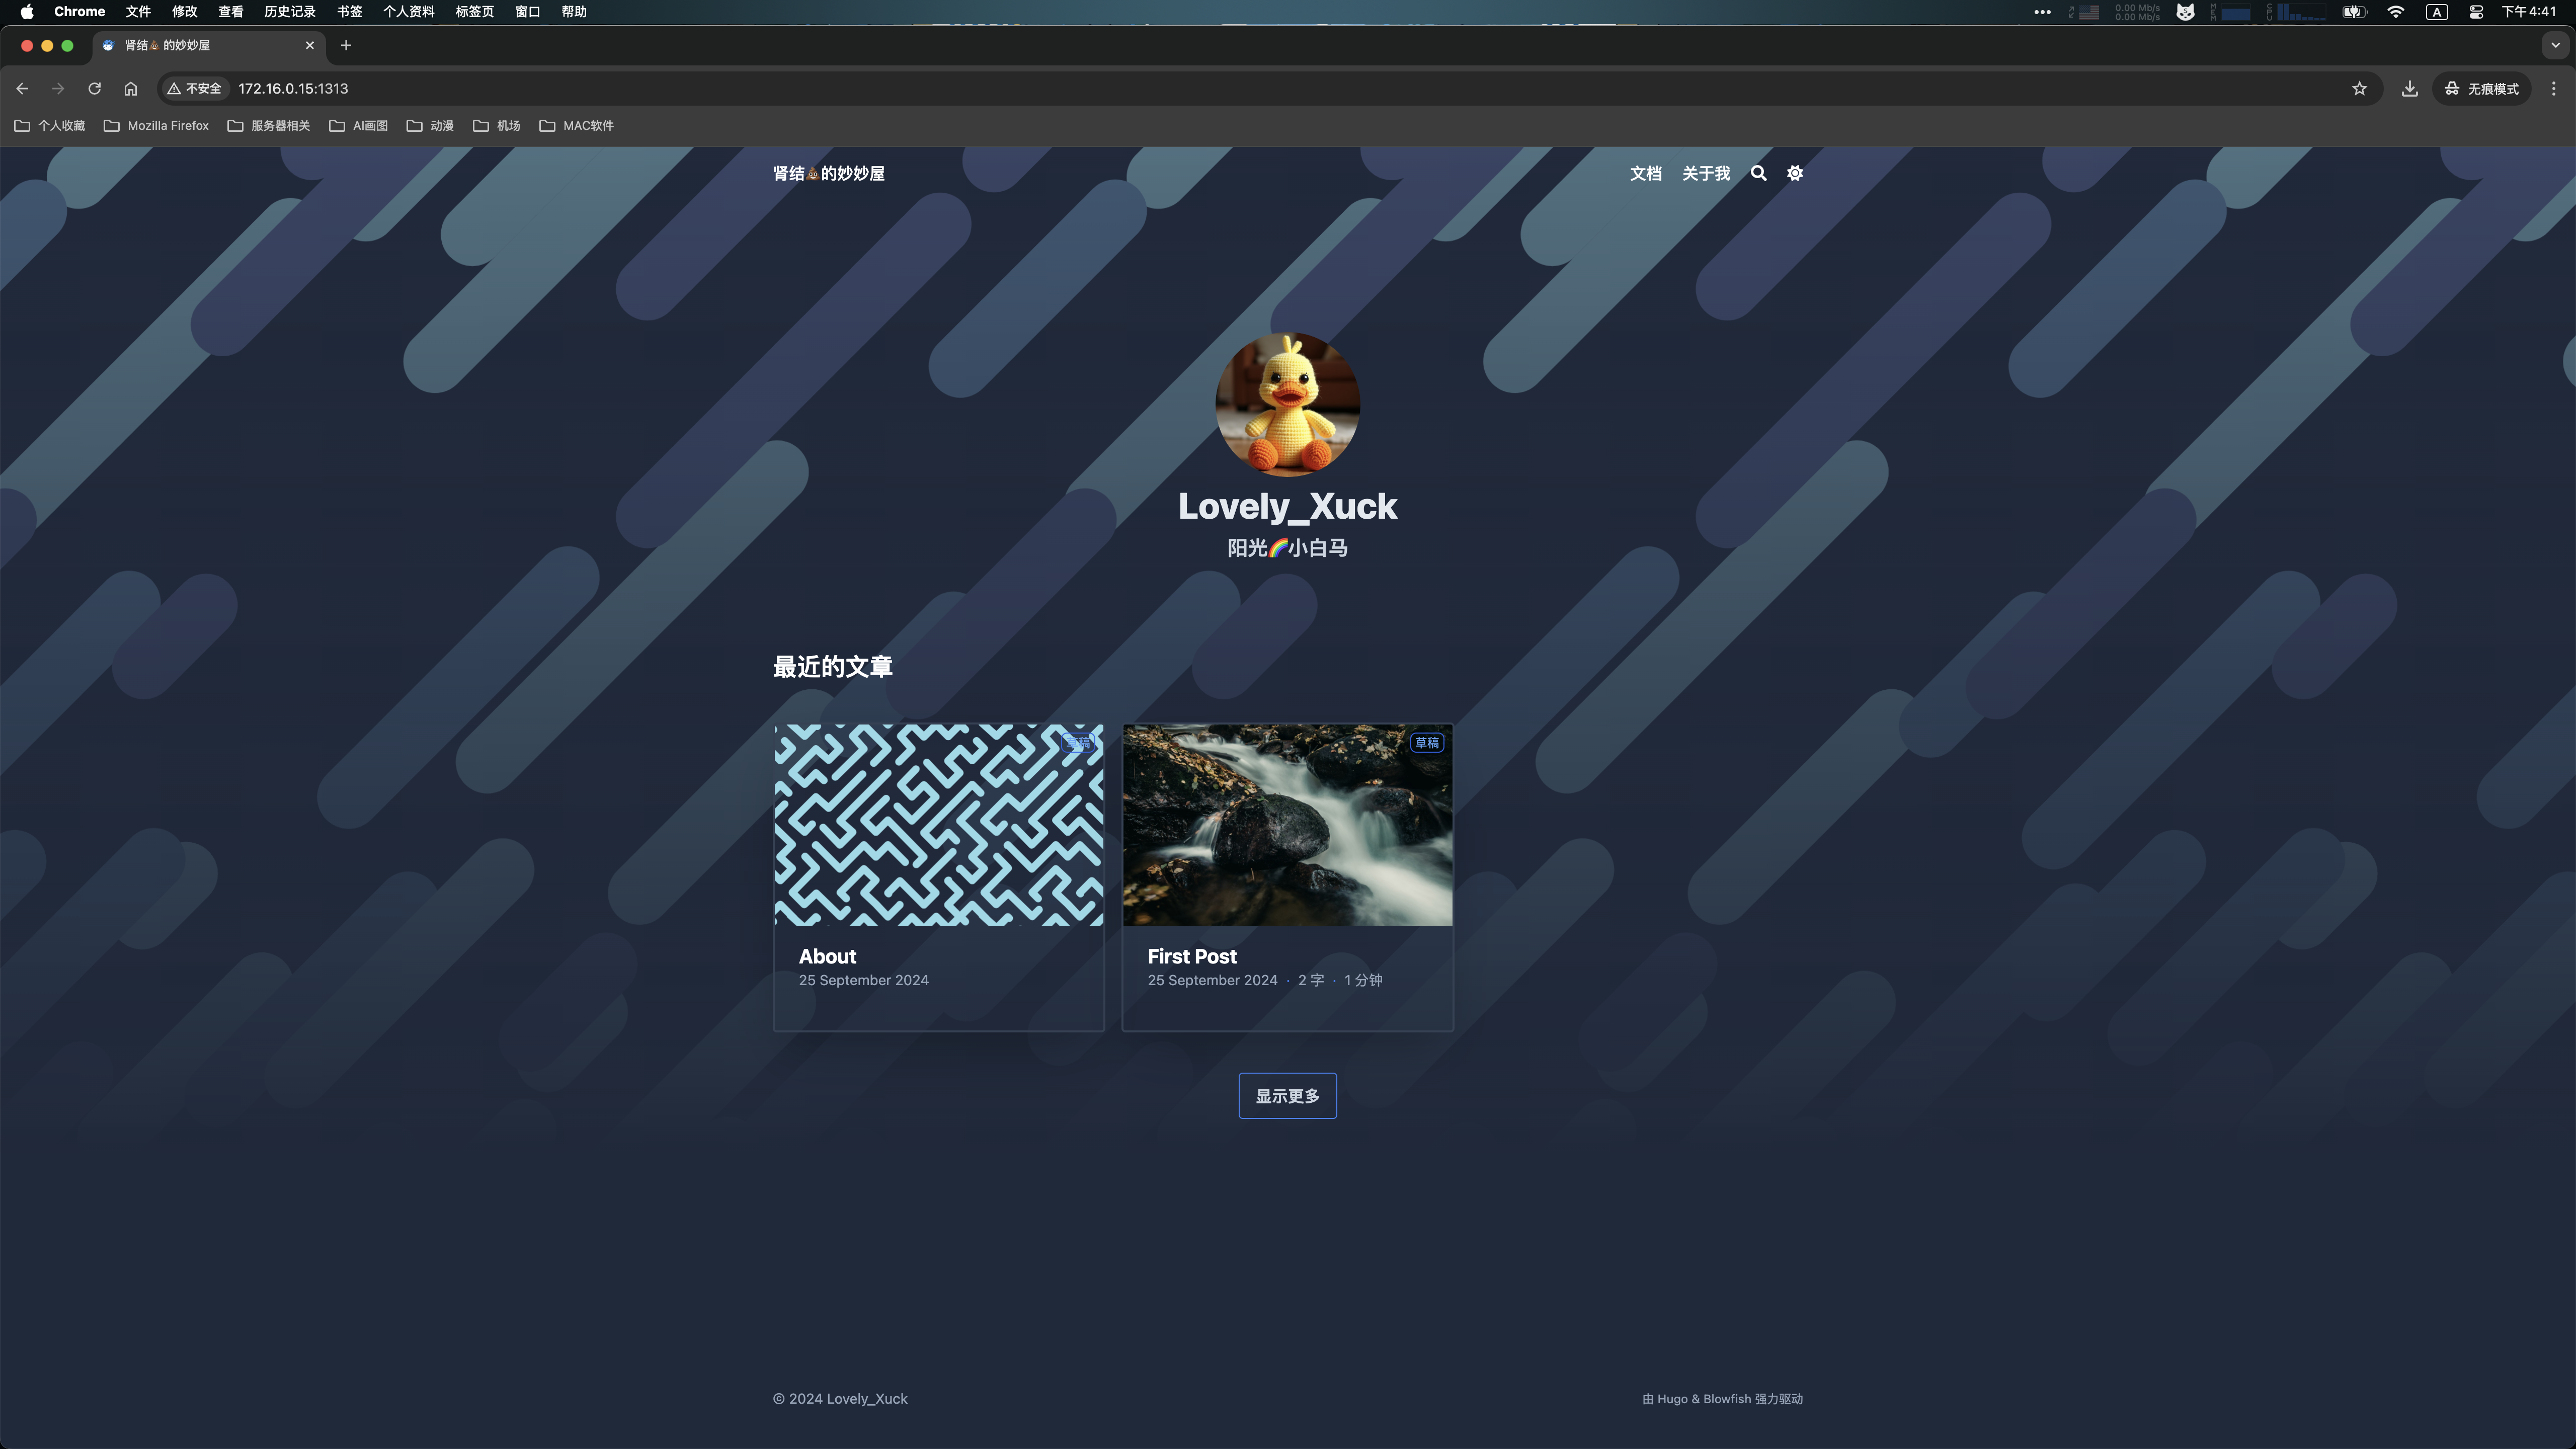 Chrome 文件 修改 查看 历史记录 书签 个人资料 标签页 窗口 帮助 0.00 Mb/s 0.00 Mb/s A 下午4:41
肾结💩的妙妙屋
不安全 172.16.0.15:1313 无痕模式
个人收藏 Mozilla Firefox 服务器相关 AI画图 动漫 机场 MAC软件
肾结💩的妙妙屋 文档 关于我
Lovely_Xuck
阳光🌈小白马
最近的文章
草稿 草稿
About First Post
25 September 2024 25 September 2024 · 2 字 · 1 分钟
显示更多
© 2024 Lovely_Xuck 由 Hugo & Blowfish 强力驱动